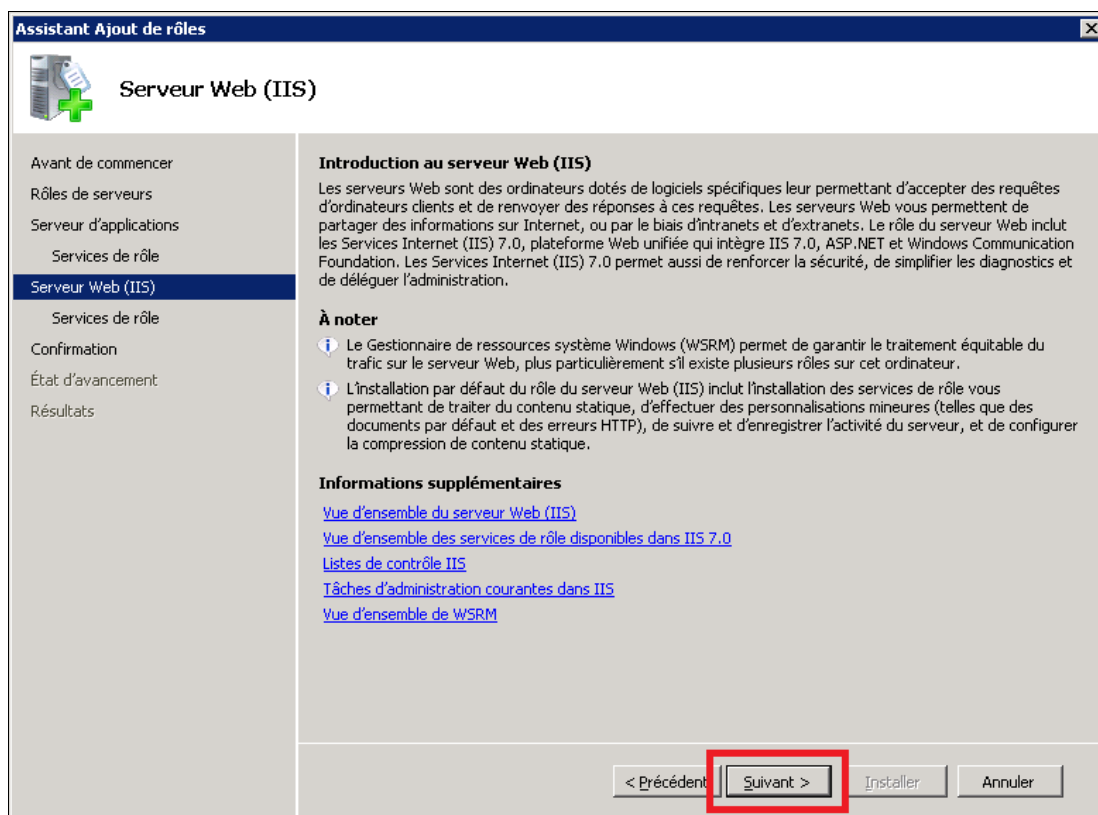 Assistant Ajout de rôles
Serveur Web (IIS)
Avant de commencer
Rôles de serveurs
Serveur d'applications
Services de rôle
Serveur Web (IIS)
Services de rôle
Confirmation
État d'avancement
Résultats
Introduction au serveur Web (IIS)
Les serveurs Web sont des ordinateurs dotés de logiciels spécifiques leur permettant d'accepter des requêtes
d'ordinateurs clients et de renvoyer des réponses à ces requêtes. Les serveurs Web vous permettent de
partager des informations sur Internet, ou par le biais d'intranets et d'extranets. Le rôle du serveur Web inclut
les Services Internet (IIS) 7.0, plateforme Web unifiée qui intègre IIS 7.0, ASP.NET et Windows Communication
Foundation. Les Services Internet (IIS) 7.0 permet aussi de renforcer la sécurité, de simplifier les diagnostics et
de déléguer l'administration.
À noter
Le Gestionnaire de ressources système Windows (WSRM) permet de garantir le traitement équitable du
trafic sur le serveur Web, plus particulièrement s'il existe plusieurs rôles sur cet ordinateur.
L'installation par défaut du rôle du serveur Web (IIS) inclut l'installation des services de rôle vous
permettant de traiter du contenu statique, d'effectuer des personnalisations mineures (telles que des
documents par défaut et des erreurs HTTP), de suivre et d'enregistrer l'activité du serveur, et de configurer
la compression de contenu statique.
Informations supplémentaires
Vue d'ensemble du serveur Web (IIS)
Vue d'ensemble des services de rôle disponibles dans IIS 7.0
Listes de contrôle IIS
Tâches d'administration courantes dans IIS
Vue d'ensemble de WSRM
< Précédent Suivant > Installer Annuler